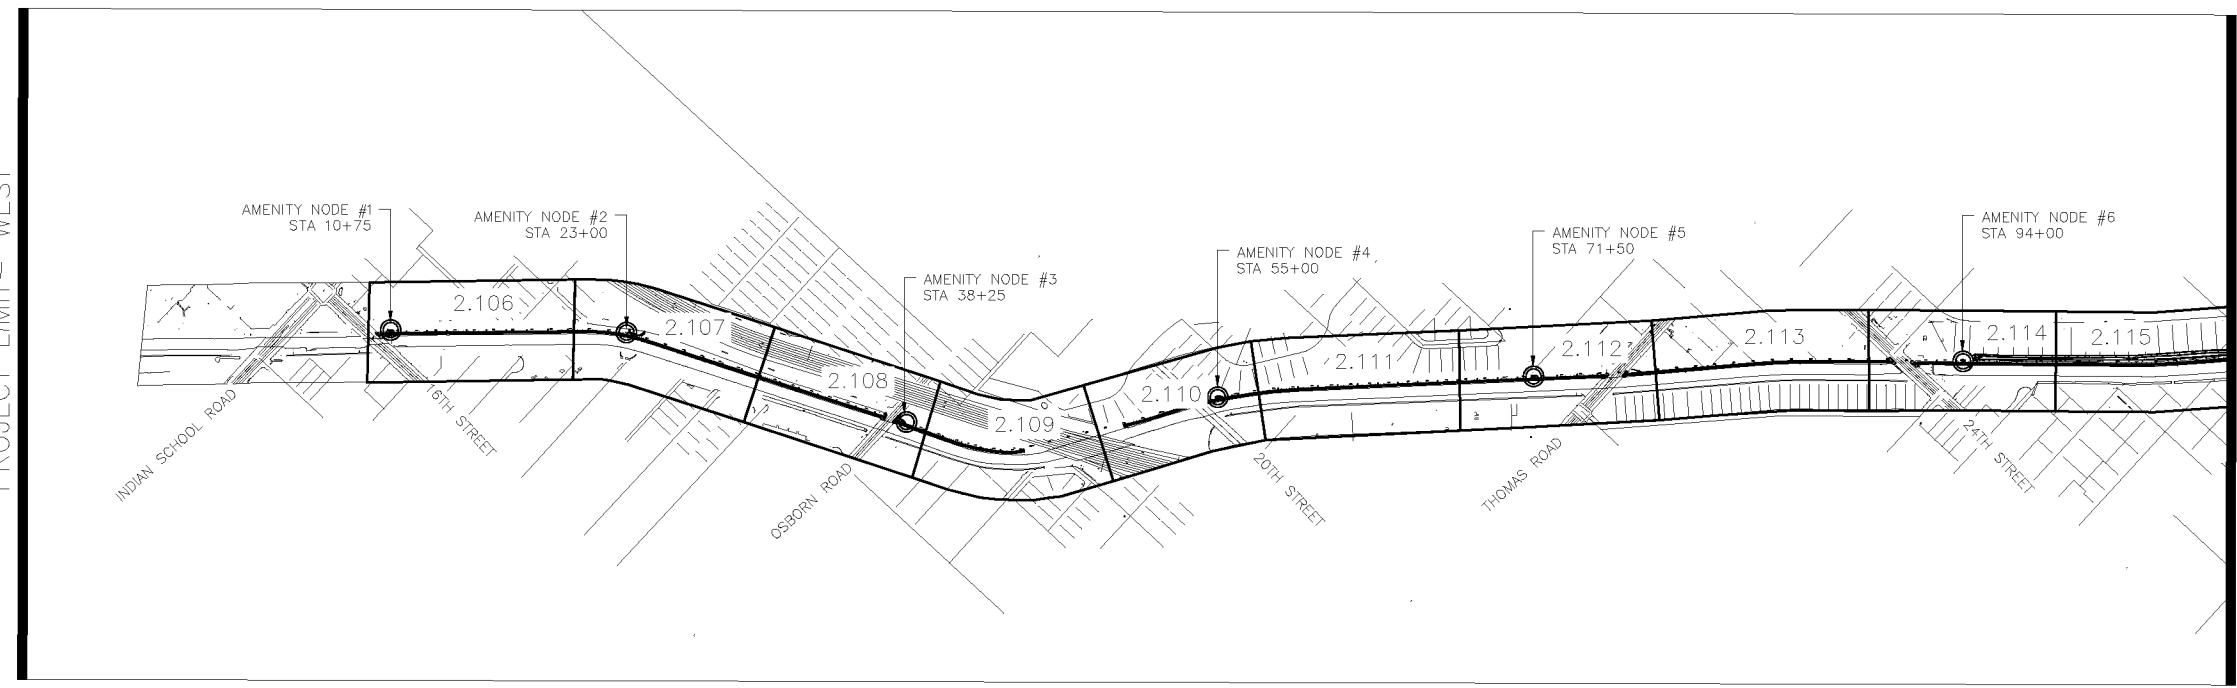 PROJECT LIMITS WEST
AMENITY NODE #1
STA 10+75
AMENITY NODE #2
STA 23+00
AMENITY NODE #3
STA 38+25
AMENITY NODE #4
STA 55+00
AMENITY NODE #5
STA 71+50
AMENITY NODE #6
STA 94+00
2.106
2.107
2.108
2.109
2.110
2.111
2.112
2.113
2.114
2.115
INDIAN SCHOOL ROAD
16TH STREET
OSBORN ROAD
20TH STREET
THOMAS ROAD
24TH STREET